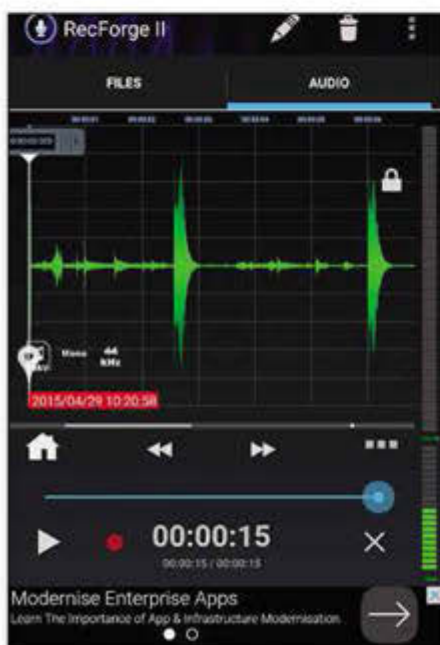 RecForge II
FILES AUDIO
Mono 44 kHz
2015/04/29 10:20:58
00:00:15
00:00:15 / 00:00:15
Modernise Enterprise Apps
Learn The Importance of App & Infrastructure Modernisation